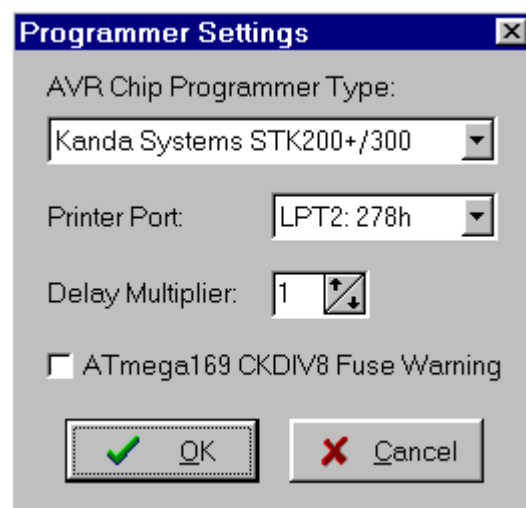 Programmer Settings
AVR Chip Programmer Type:
Kanda Systems STK200+/300
Printer Port: LPT2: 278h
Delay Multiplier: 1
ATmega169 CKDIV8 Fuse Warning
OK Cancel